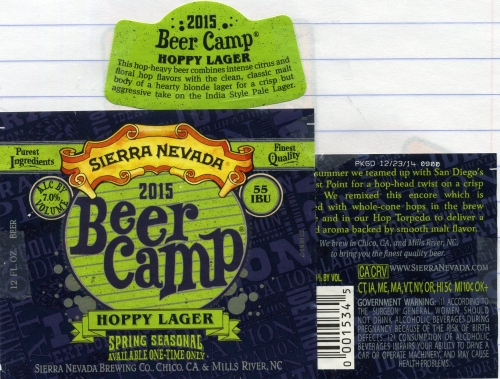 2015
Beer Camp®
HOPPY LAGER
This hop-heavy beer combines intense citrus and
floral hop flavors with the clean, classic malt
body of a hearty blonde lager for a crisp but
aggressive take on the India Style Pale Lager.
Purest
Ingredients
Finest
Quality
SIERRA NEVADA
ALC BY
7.0%
VOLUME
2015
55
IBU
Beer
Camp®
HOPPY LAGER
SPRING SEASONAL
AVAILABLE ONE-TIME ONLY
SIERRA NEVADA BREWING CO., CHICO, CA & MILLS RIVER, NC
12 FL. OZ. BEER
PKGD 12/23/14 0900
summer we teamed up with San Diego's
st Point for a hop-head twist on a crisp
We remixed this encore which is
ed with whole-cone hops in the brew
and in our Hop Torpedo to deliver a
d aroma backed by smooth malt flavor.
We brew in Chico, CA, and Mills River, NC,
to bring you the finest quality beer.
% BY VOL.
CA CRV WWW.SIERRANEVADA.COM
CT, IA, ME, MA, VT, NY, OR, HI 5¢ MI 10¢ OK+
GOVERNMENT WARNING: (1) ACCORDING TO
THE SURGEON GENERAL, WOMEN SHOULD
NOT DRINK ALCOHOLIC BEVERAGES DURING
PREGNANCY BECAUSE OF THE RISK OF BIRTH
DEFECTS. (2) CONSUMPTION OF ALCOHOLIC
BEVERAGES IMPAIRS YOUR ABILITY TO DRIVE A
CAR OR OPERATE MACHINERY, AND MAY CAUSE
HEALTH PROBLEMS.
0 001534 5